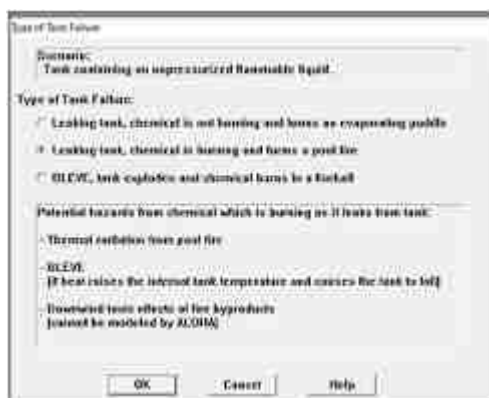 Type of Tank Failure
Scenario:
Tank containing an unpressurized flammable liquid.
Type of Tank Failure:
Leaking tank, chemical is not burning and forms an evaporating puddle
Leaking tank, chemical is burning and forms a pool fire
BLEVE, tank explodes and chemical burns in a fireball
Potential hazards from chemical which is burning as it leaks from tank:
- Thermal radiation from pool fire
- BLEVE
(if heat raises the internal tank temperature and causes the tank to fail)
- Downwind toxic effects of fire byproducts
(cannot be modeled by ALOHA)
OK Cancel Help